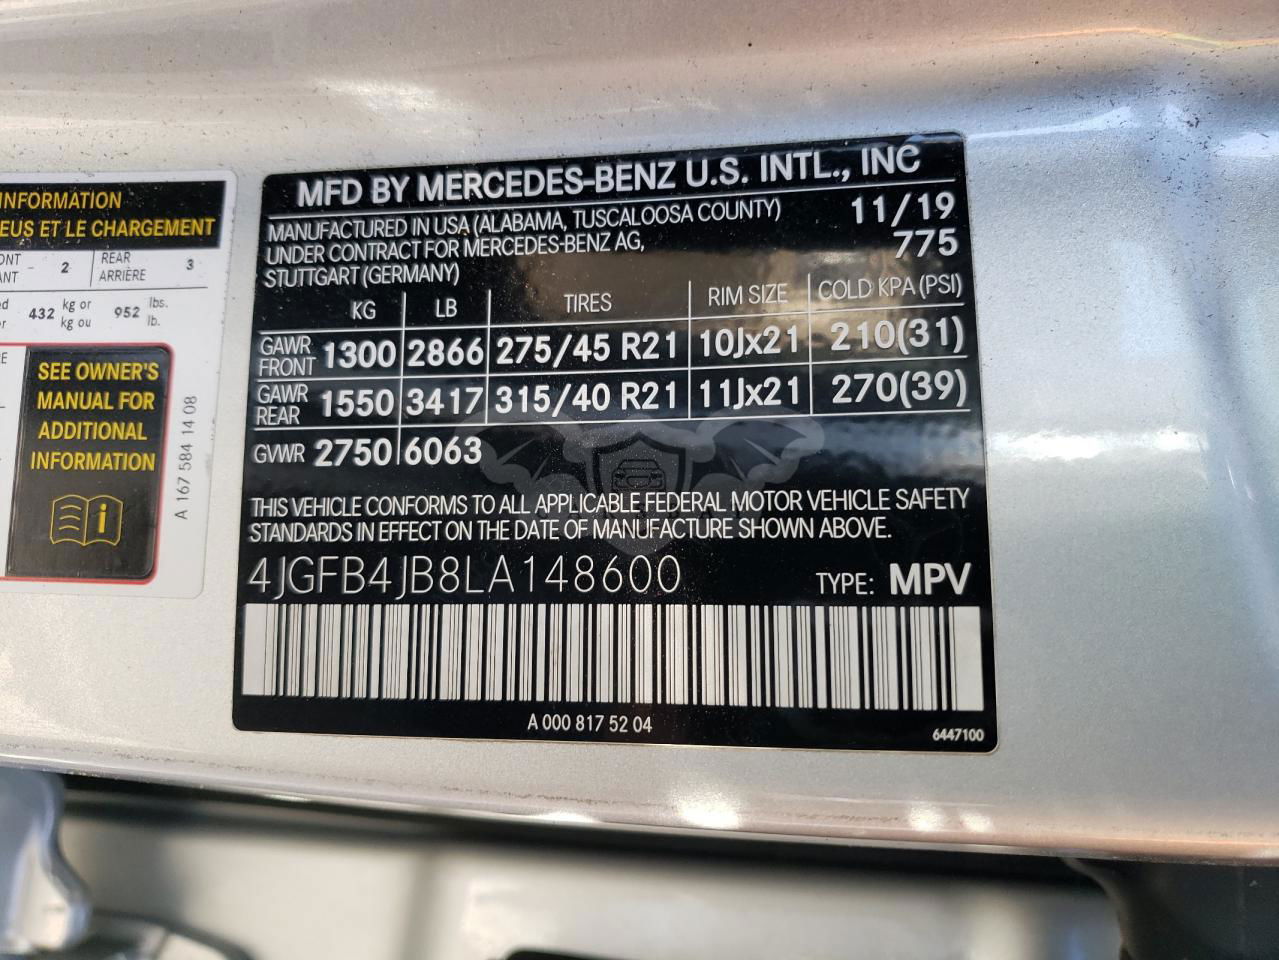 INFORMATION
EUS ET LE CHARGEMENT
2
REAR
ARRIÈRE
3
432
kg or
kg ou
952
lbs.
lb.
SEE OWNER'S
MANUAL FOR
ADDITIONAL
INFORMATION
i
A 167 584 14 08
MFD BY MERCEDES-BENZ U.S. INTL., INC
MANUFACTURED IN USA (ALABAMA, TUSCALOOSA COUNTY) 11/19
UNDER CONTRACT FOR MERCEDES-BENZ AG, 775
STUTTGART (GERMANY)
KG LB TIRES RIM SIZE COLD KPA (PSI)
GAWR FRONT 1300 2866 275/45 R21 10Jx21 210(31)
GAWR REAR 1550 3417 315/40 R21 11Jx21 270(39)
GVWR 2750 6063
THIS VEHICLE CONFORMS TO ALL APPLICABLE FEDERAL MOTOR VEHICLE SAFETY
STANDARDS IN EFFECT ON THE DATE OF MANUFACTURE SHOWN ABOVE.
4JGFB4JB8LA148600 TYPE: MPV
A 000 817 52 04
6447100